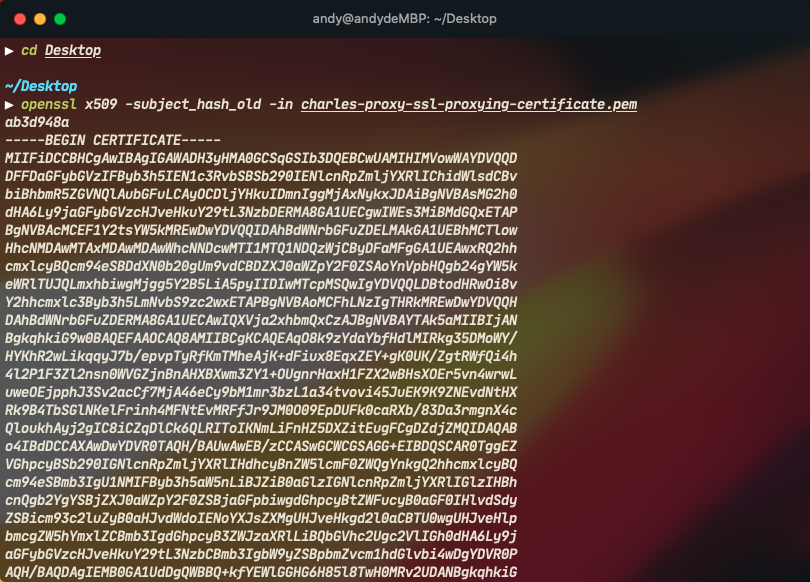 andy@andydeMBP: ~/Desktop
▶ cd Desktop
~/Desktop
▶ openssl x509 -subject_hash_old -in charles-proxy-ssl-proxying-certificate.pem
ab3d948a
-----BEGIN CERTIFICATE-----
MIIFiDCCBHCgAwIBAgIGAWADH3yHMA0GCSqGSIb3DQEBCwUAMIHIMVowWAYDVQQD
DFFDaGFybGVzIFByb3h5IEN1c3RvbSBSb290IENlcnRpZmljYXRlIChidWlsdCBv
biBhbmR5ZGVNQlAubGFuLCAyOCDljYHkuIDmnIggMjAxNykxJDAiBgNVBAsMG2h0
dHA6Ly9jaGFybGVzcHJveHkuY29tL3NzbDERMA8GA1UECgwIWEs3MiBMdGQxETAP
BgNVBAcMCEF1Y2tsYW5kMREwDwYDVQQIDAhBdWNrbGFuZDELMAkGA1UEBhMCTlow
HhcNMDAwMTAxMDAwMDAwWhcNNDcwMTI1MTQ1NDQzWjCByDFaMFgGA1UEAwxRQ2hh
cmxlcyBQcm94eSBDdXN0b20gUm9vdCBDZXJ0aWZpY2F0ZSAoYnVpbHQgb24gYW5k
eWRlTUJQLmxhbiwgMjgg5Y2B5LiA5pyIIDIwMTcpMSQwIgYDVQQLDBtodHRwOi8v
Y2hhcmxlc3Byb3h5LmNvbS9zc2wxETAPBgNVBAoMCFhLNzIgTHRkMREwDwYDVQQH
DAhBdWNrbGFuZDERMA8GA1UECAwIQXVja2xhbmQxCzAJBgNVBAYTAk5aMIIBIjAN
BgkqhkiG9w0BAQEFAAOCAQ8AMIIBCgKCAQEAqO8k9zYdaYbfHdlMIRkg35DMoWY/
HYKhR2wLikqqyJ7b/epvpTyRfKmTMheAjK+dFiux8EqxZEY+gK0UK/ZgtRWfQi4h
4l2P1F3Zl2nsn0WVGZjnBnAHXBXwm3ZY1+OUgnrHaxH1FZX2wBHsXOEr5vn4wrwL
uweOEjpphJ3Sv2acCf7MjA46eCy9bM1mr3bzL1a34tvovi45JuEK9K9ZNEvdNtHX
Rk9B4TbSGlNKelFrinh4MFNtEvMRFfJr9JM0O09EpDUFk0caRXb/83Da3rmgnX4c
QloukhAyj2gIC8iCZqDlCk6QLRIToIKNmLiFnHZ5DXZitEugFCgDZdjZMQIDAQAB
o4IBdDCCAXAwDwYDVR0TAQH/BAUwAwEB/zCCASwGCWCGSAGG+EIBDQSCAR0TggEZ
VGhpcyBSb290IGNlcnRpZmljYXRlIHdhcyBnZW5lcmF0ZWQgYnkgQ2hhcmxlcyBQ
cm94eSBmb3IgU1NMIFByb3h5aW5nLiBJZiB0aGlzIGNlcnRpZmljYXRlIGlzIHBh
cnQgb2YgYSBjZXJ0aWZpY2F0ZSBjaGFpbiwgdGhpcyBtZWFucyB0aGF0IHlvdSdy
ZSBicm93c2luZyB0aHJvdWdoIENoYXJsZXMgUHJveHkgd2l0aCBTU0wgUHJveHlp
bmcgZW5hYmxlZCBmb3IgdGhpcyB3ZWJzaXRlLiBQbGVhc2Ugc2VlIGh0dHA6Ly9j
aGFybGVzcHJveHkuY29tL3NzbCBmb3IgbW9yZSBpbmZvcm1hdGlvbi4wDgYDVR0P
AQH/BAQDAgIEMB0GA1UdDgQWBBQ+kfYEWlGGHG6H85l8TwH0MRv2UDANBgkqhkiG